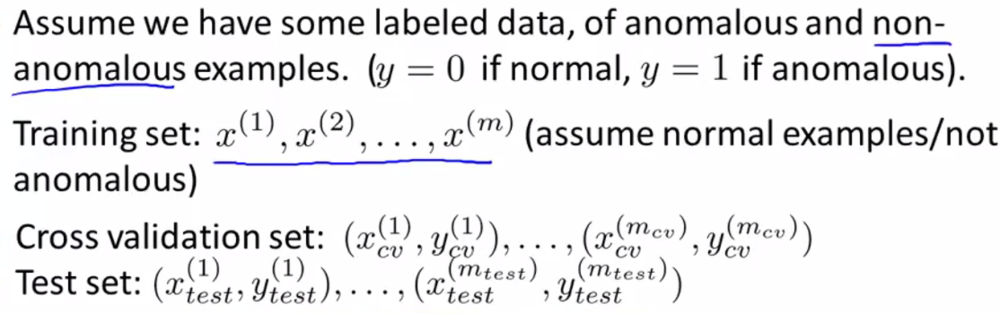 Assume we have some labeled data, of anomalous and non-
anomalous examples. (y = 0 if normal, y = 1 if anomalous).
Training set: x^{(1)}, x^{(2)}, . . . , x^{(m)} (assume normal examples/not
anomalous)
Cross validation set: (x_{cv}^{(1)}, y_{cv}^{(1)}), . . . , (x_{cv}^{(m_{cv})}, y_{cv}^{(m_{cv})})
Test set: (x_{test}^{(1)}, y_{test}^{(1)}), . . . , (x_{test}^{(m_{test})}, y_{test}^{(m_{test})})